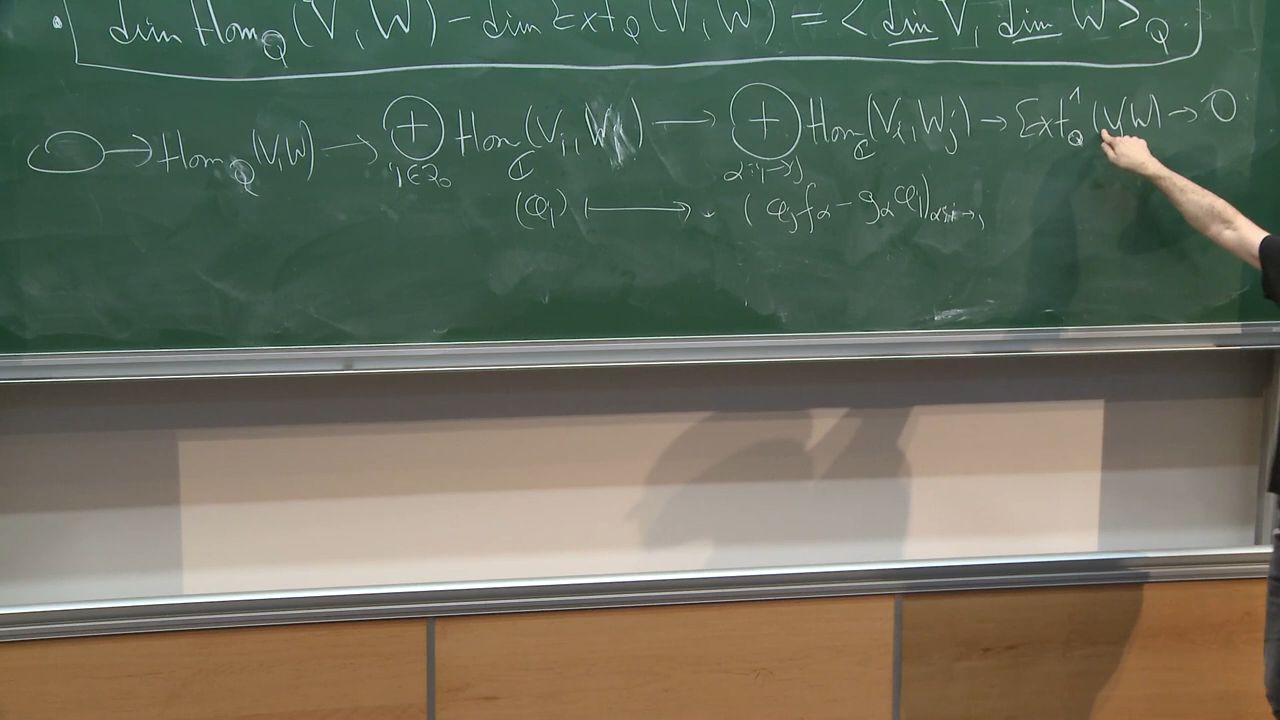 • dim Hom_Q (V, W) − dim Ext_Q (V, W) = < dim V, dim W >_Q
0 → Hom_Q (V,W) → ⊕_{i∈Q_0} Hom_C (V_i, W_i) → ⊕_{α:i→j} Hom_C (V_i, W_j) → Ext^1_Q (V,W) → 0
(φ_i) ⟼ (φ_j f_α − g_α φ_i)_{α:i→j}